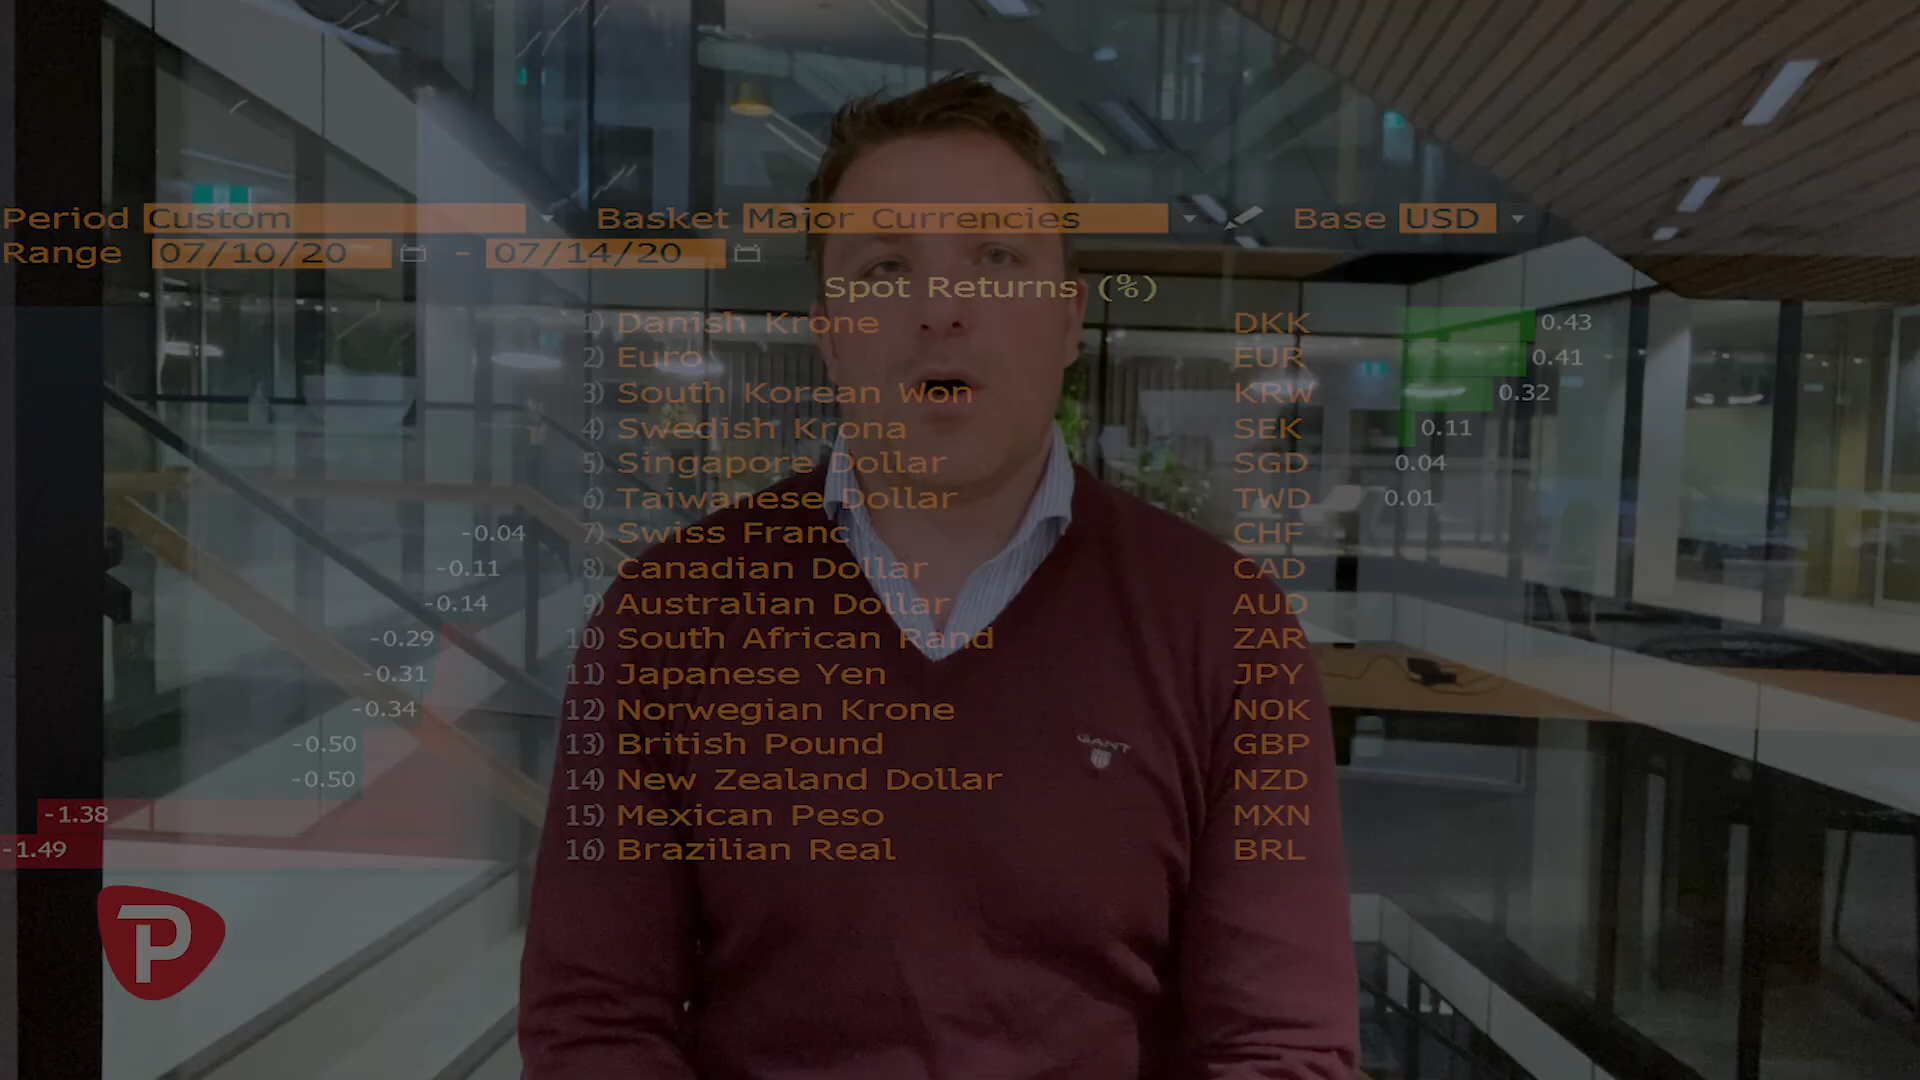 Period Custom Basket Major Currencies Base USD
Range 07/10/20 - 07/14/20
Spot Returns (%)
1) Danish Krone DKK 0.43
2) Euro EUR 0.41
3) South Korean Won KRW 0.32
4) Swedish Krona SEK 0.11
5) Singapore Dollar SGD 0.04
6) Taiwanese Dollar TWD 0.01
-0.04 7) Swiss Franc CHF
-0.11 8) Canadian Dollar CAD
-0.14 9) Australian Dollar AUD
-0.29 10) South African Rand ZAR
-0.31 11) Japanese Yen JPY
-0.34 12) Norwegian Krone NOK
-0.50 13) British Pound GBP
GANT
-0.50 14) New Zealand Dollar NZD
-1.38 15) Mexican Peso MXN
-1.49 16) Brazilian Real BRL
P